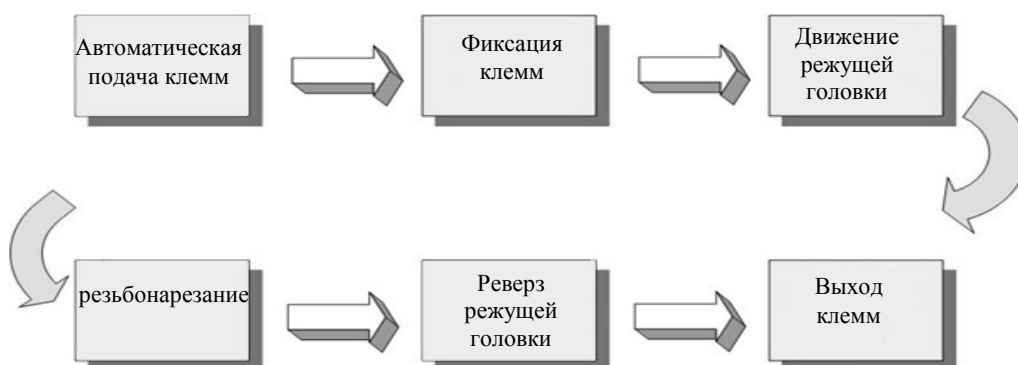 Автоматическая
подача клемм
Фиксация
клемм
Движение
режущей
головки
резьбонарезание
Реверз
режущей
головки
Выход
клемм